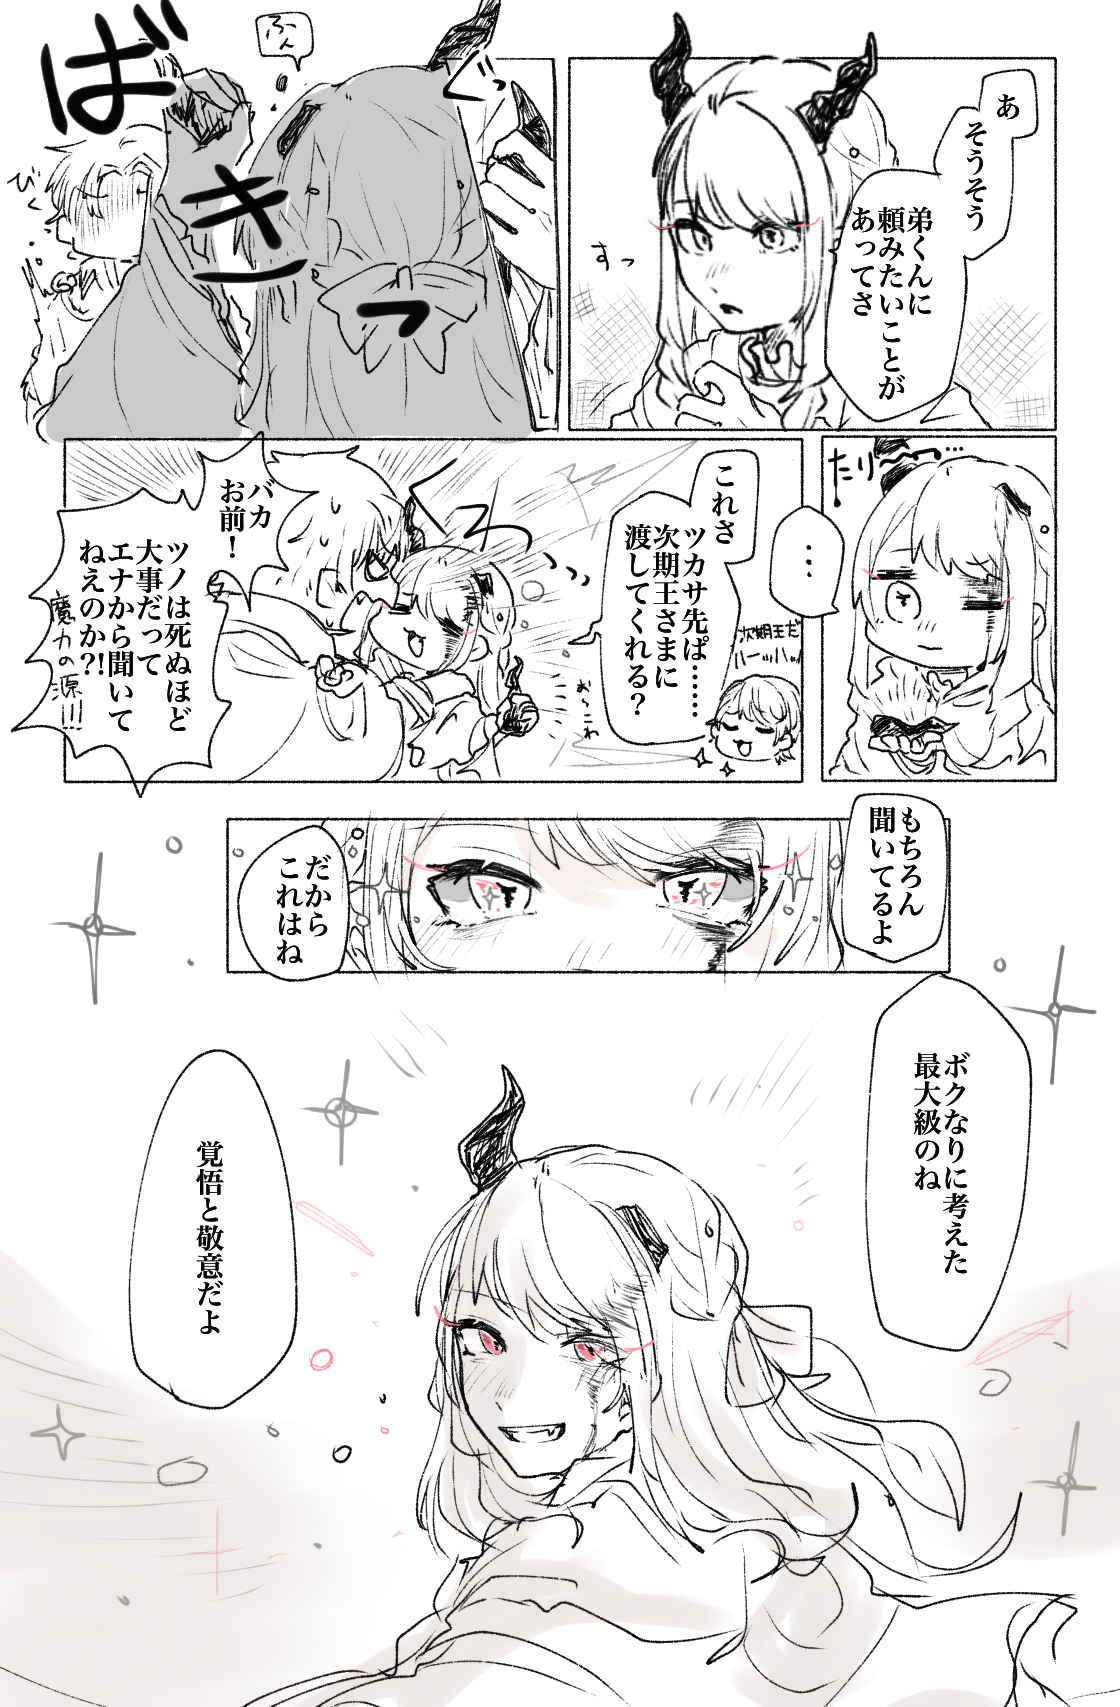 あ
そうそう
弟くんに
頼みたいことが
あってさ
すっ
ぐっ
ふんっ
ばきーっ
びくっ
たり〜〜…
…
これさ
ツカサ先ぱ……
次期王さまに
渡してくれる？
次期王だ
ハーッハッ
バカ
お前！
ツノは死ぬほど
大事だって
エナから聞いて
ねえのか?!
魔力の源!!!
もちろん
聞いてるよ
だから
これはね
ボクなりに考えた
最大級のね
覚悟と敬意だよ